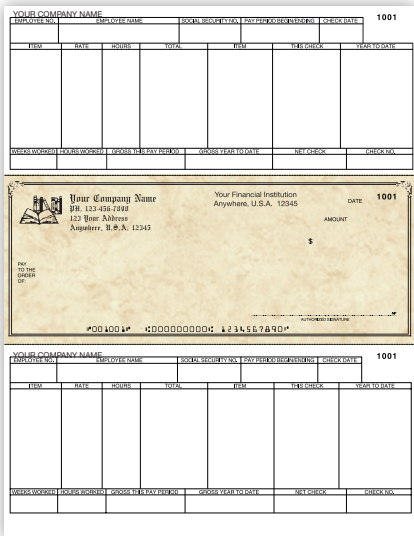 YOUR COMPANY NAME
1001
EMPLOYEE NO. EMPLOYEE NAME SOCIAL SECURITY NO. PAY PERIOD BEGIN/ENDING CHECK DATE
ITEM RATE HOURS TOTAL ITEM THIS CHECK YEAR TO DATE
WEEKS WORKED HOURS WORKED GROSS THIS PAY PERIOD GROSS YEAR TO DATE NET CHECK CHECK NO.
Your Company Name
PH. 123-456-7890
123 Your Address
Anywhere, U.S.A. 12345
Your Financial Institution
Anywhere, U.S.A. 12345
DATE
1001
AMOUNT
$
PAY
TO THE
ORDER
OF:
AUTHORIZED SIGNATURE
⑈001001⑈ ⑆000000000⑆ 1234567890⑈
YOUR COMPANY NAME
1001
EMPLOYEE NO. EMPLOYEE NAME SOCIAL SECURITY NO. PAY PERIOD BEGIN/ENDING CHECK DATE
ITEM RATE HOURS TOTAL ITEM THIS CHECK YEAR TO DATE
WEEKS WORKED HOURS WORKED GROSS THIS PAY PERIOD GROSS YEAR TO DATE NET CHECK CHECK NO.